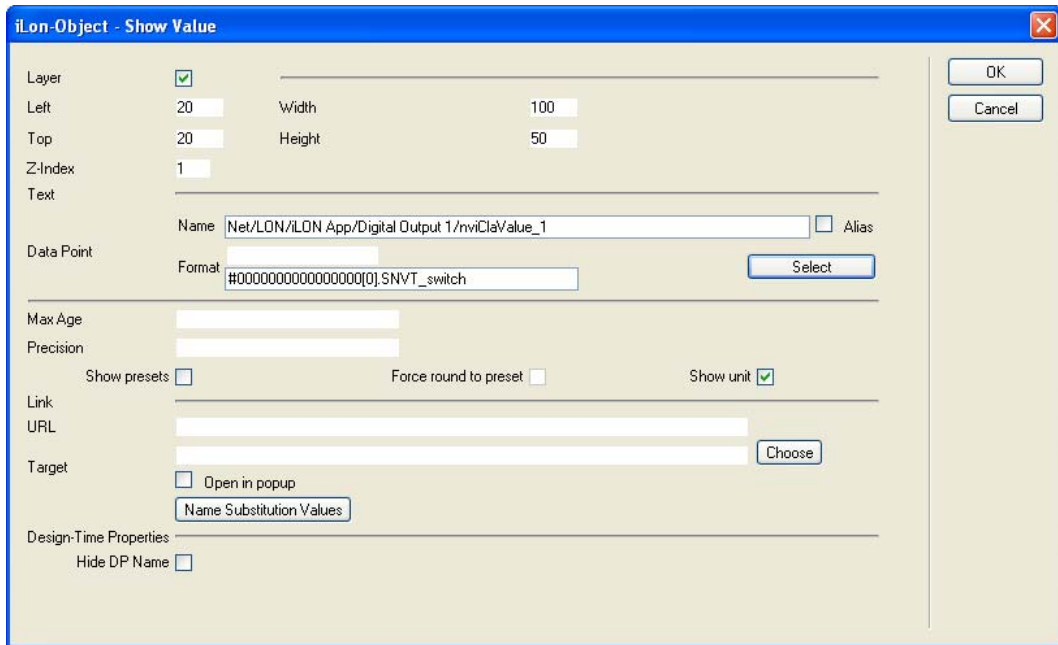 iLon-Object - Show Value
Layer
OK
Left 20 Width 100
Cancel
Top 20 Height 50
Z-Index 1
Text
Name Net/LON/iLON App/Digital Output 1/nviClaValue_1 Alias
Data Point
Format #0000000000000000[0].SNVT_switch Select
Max Age
Precision
Show presets Force round to preset Show unit
Link
URL
Choose
Target
Open in popup
Name Substitution Values
Design-Time Properties
Hide DP Name